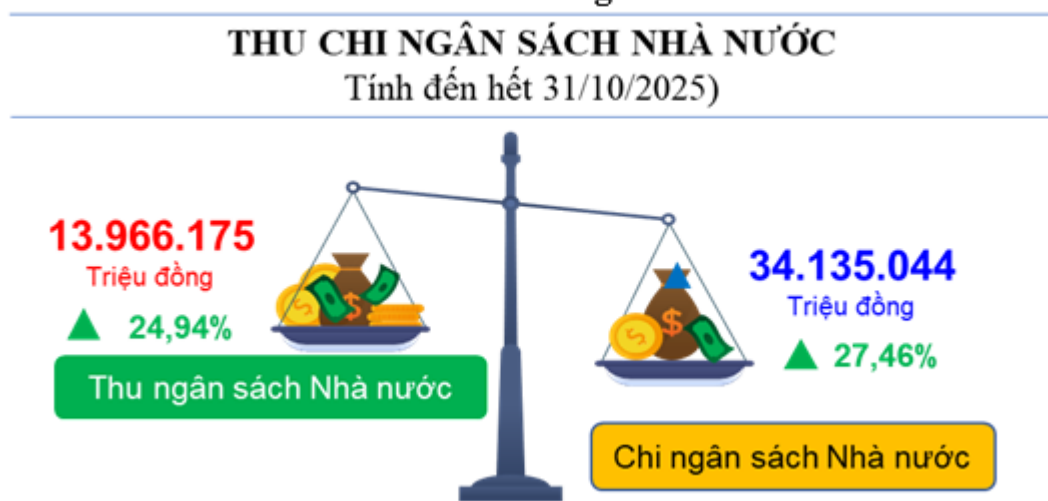 THU CHI NGÂN SÁCH NHÀ NƯỚC
Tính đến hết 31/10/2025)
13.966.175
Triệu đồng
24,94%
Thu ngân sách Nhà nước
34.135.044
Triệu đồng
27,46%
Chi ngân sách Nhà nước